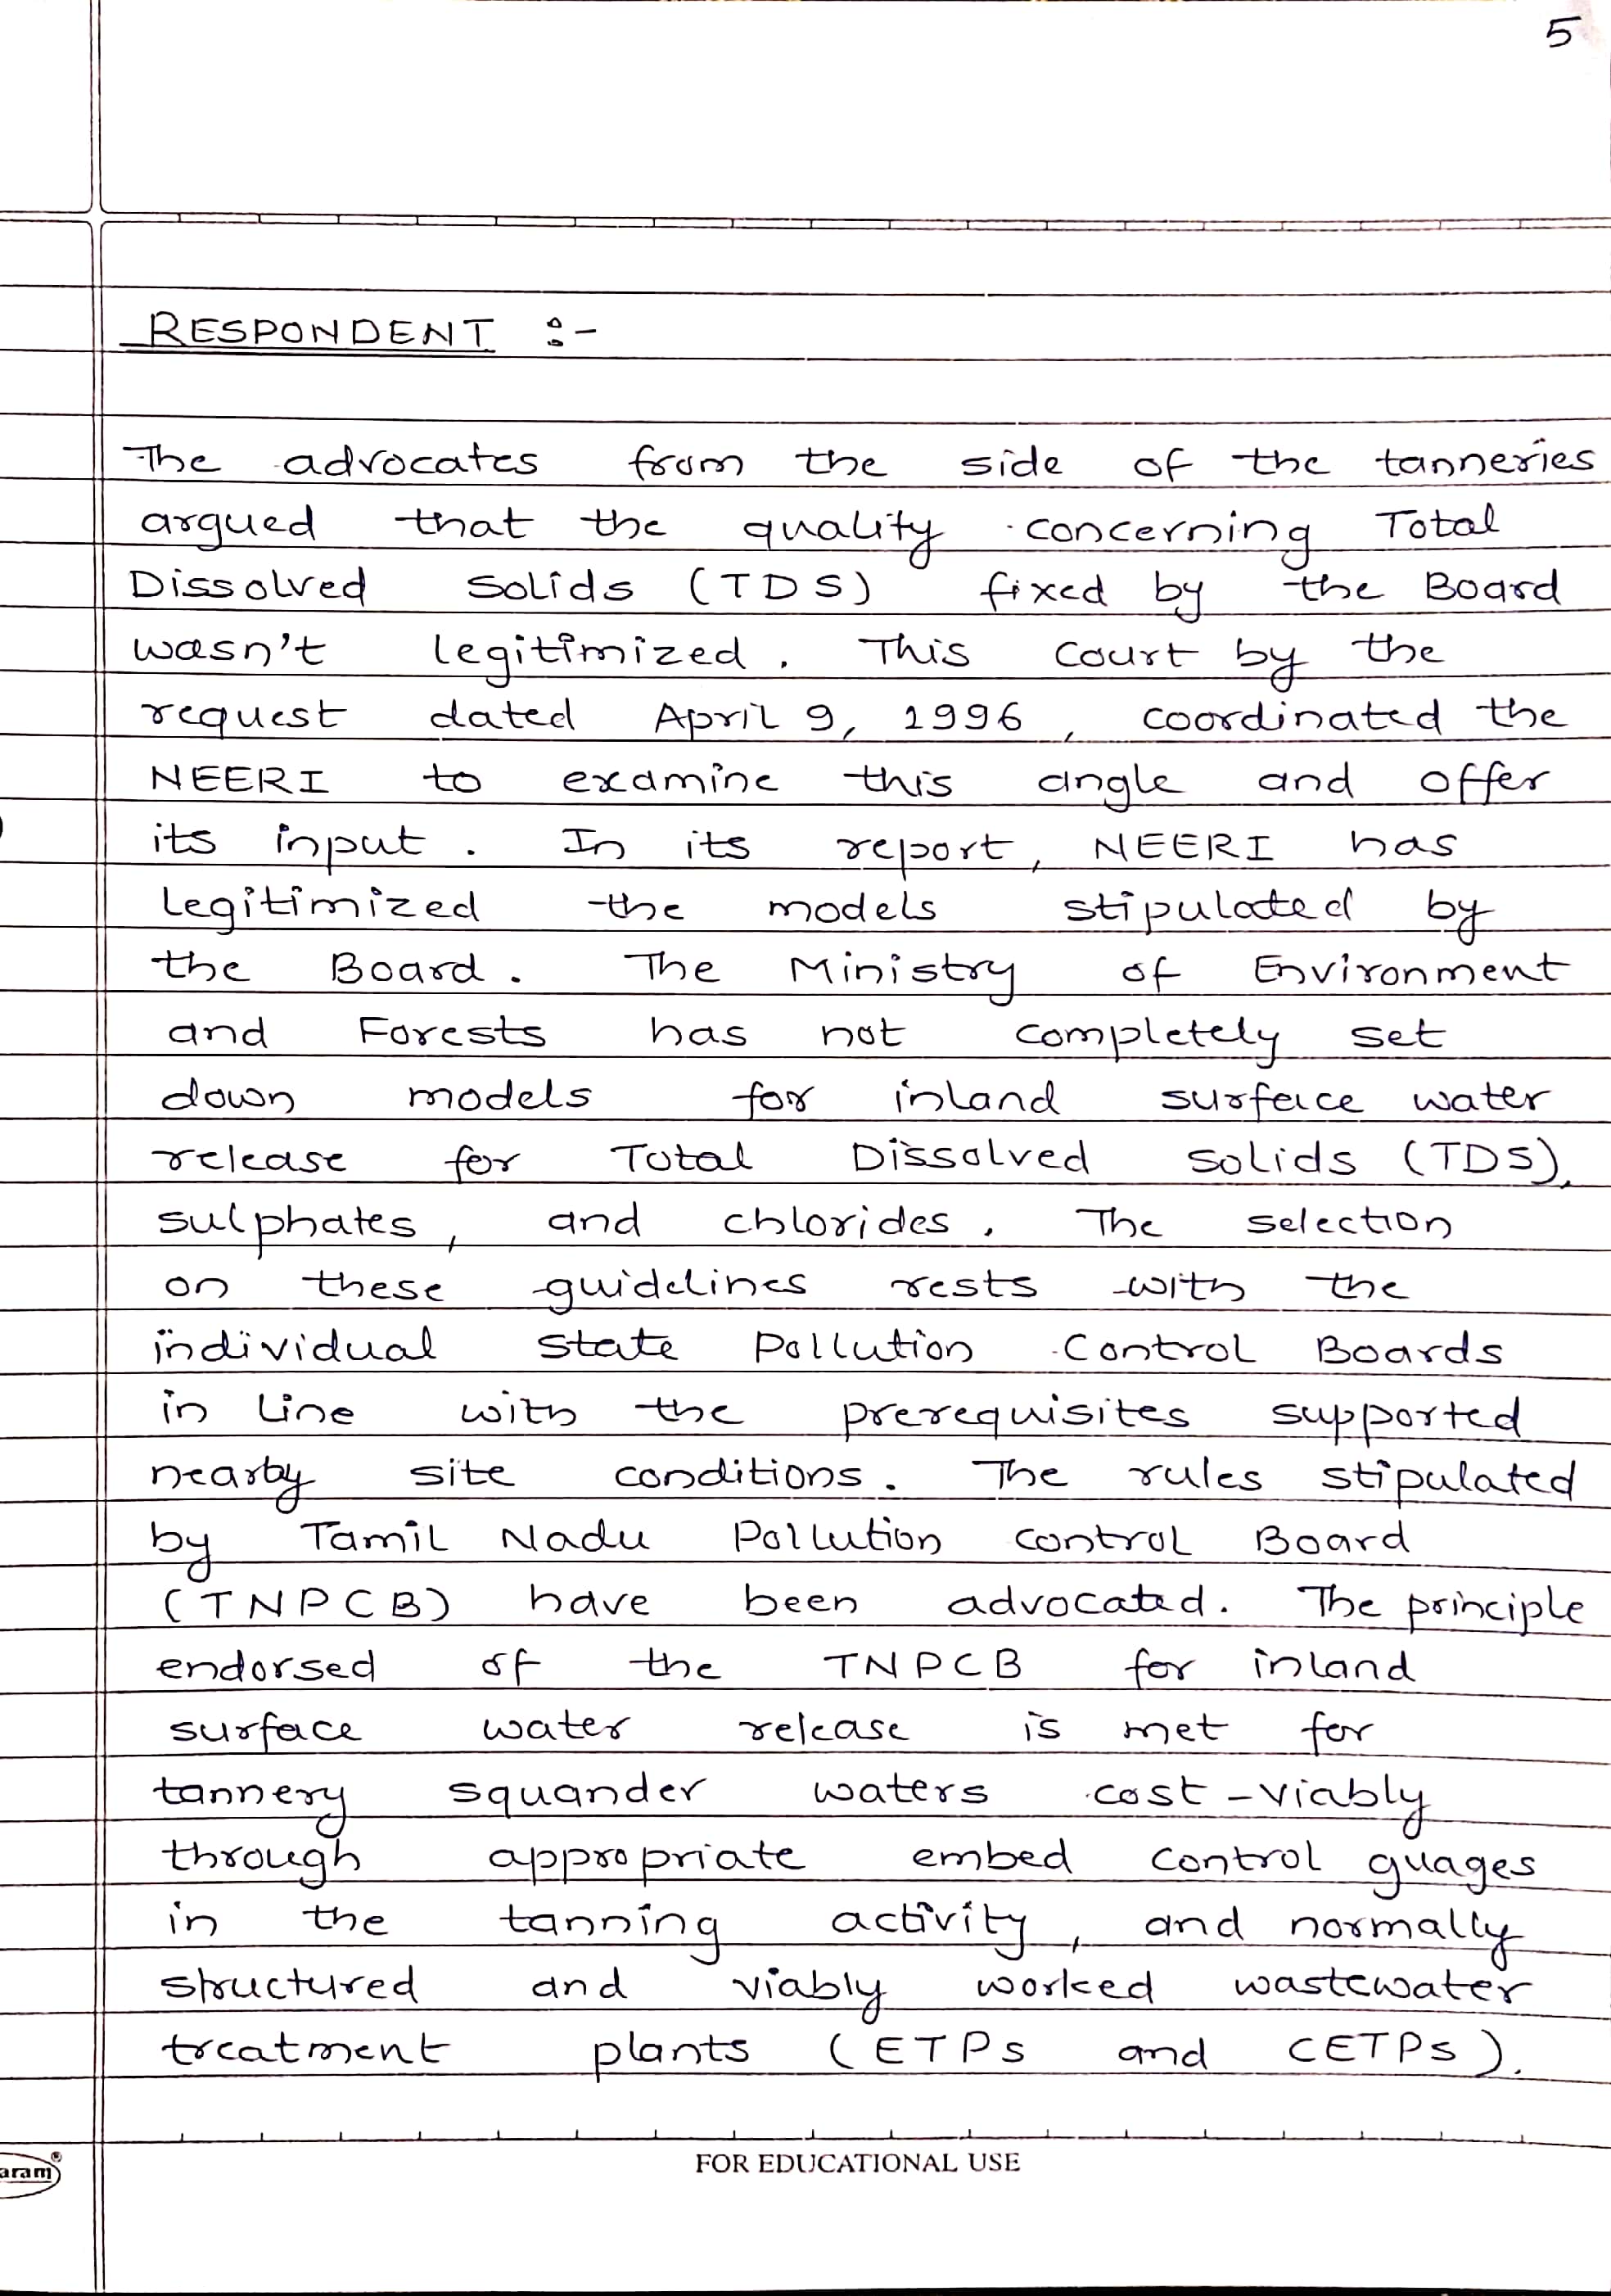 5
RESPONDENT :-
The advocates from the side of the tanneries
argued that the quality concerning Total
Dissolved Solids (TDS) fixed by the Board
wasn't legitimized. This court by the
request dated April 9, 1996, coordinated the
NEERI to examine this angle and offer
its input. In its report, NEERI has
legitimized the models stipulated by
the Board. The Ministry of Environment
and Forests has not completely set
down models for inland surface water
release for Total Dissolved Solids (TDS),
sulphates, and chlorides. The selection
on these guidelines rests with the
individual State Pollution Control Boards
in line with the prerequisites supported
nearby site conditions. The rules stipulated
by Tamil Nadu Pollution control Board
(TNPCB) have been advocated. The principle
endorsed of the TNPCB for inland
surface water release is met for
tannery squander waters cost-viably
through appropriate embed control guages
in the tanning activity, and normally
structured and viably worked wastewater
treatment plants (ETPs and CETPs).
FOR EDUCATIONAL USE
aram®